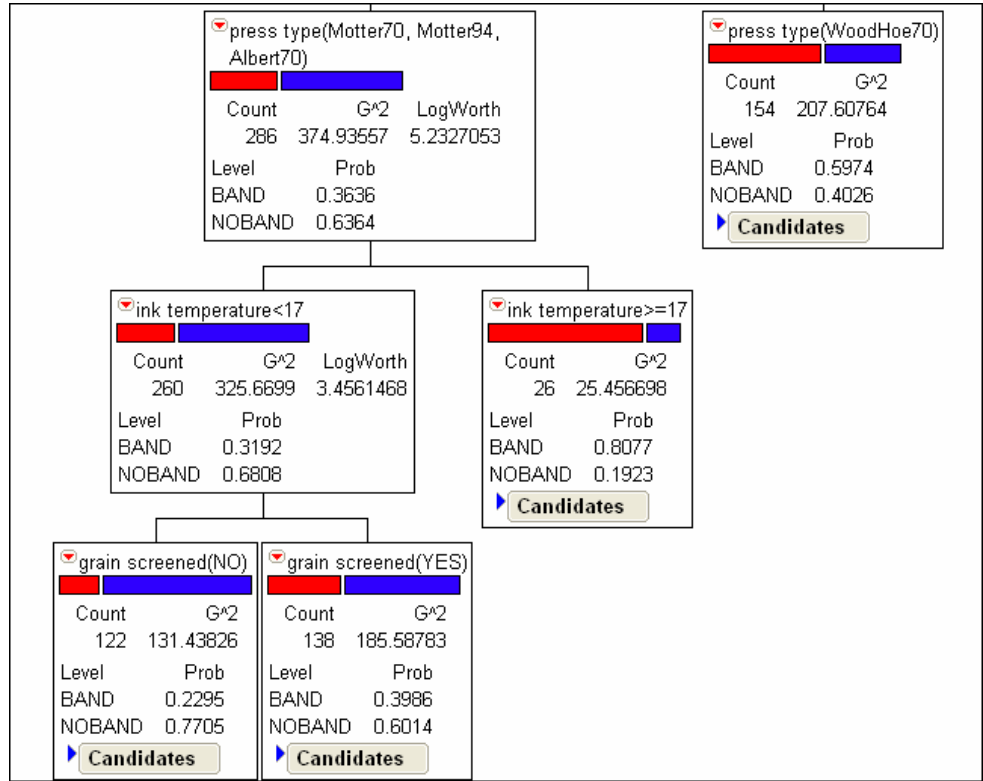 press type(Motter70, Motter94,
Albert70)
Count G^2 LogWorth
286 374.93557 5.2327053
Level Prob
BAND 0.3636
NOBAND 0.6364
press type(WoodHoe70)
Count G^2
154 207.60764
Level Prob
BAND 0.5974
NOBAND 0.4026
Candidates
ink temperature<17
Count G^2 LogWorth
260 325.6699 3.4561468
Level Prob
BAND 0.3192
NOBAND 0.6808
ink temperature>=17
Count G^2
26 25.456698
Level Prob
BAND 0.8077
NOBAND 0.1923
Candidates
grain screened(NO)
Count G^2
122 131.43826
Level Prob
BAND 0.2295
NOBAND 0.7705
Candidates
grain screened(YES)
Count G^2
138 185.58783
Level Prob
BAND 0.3986
NOBAND 0.6014
Candidates